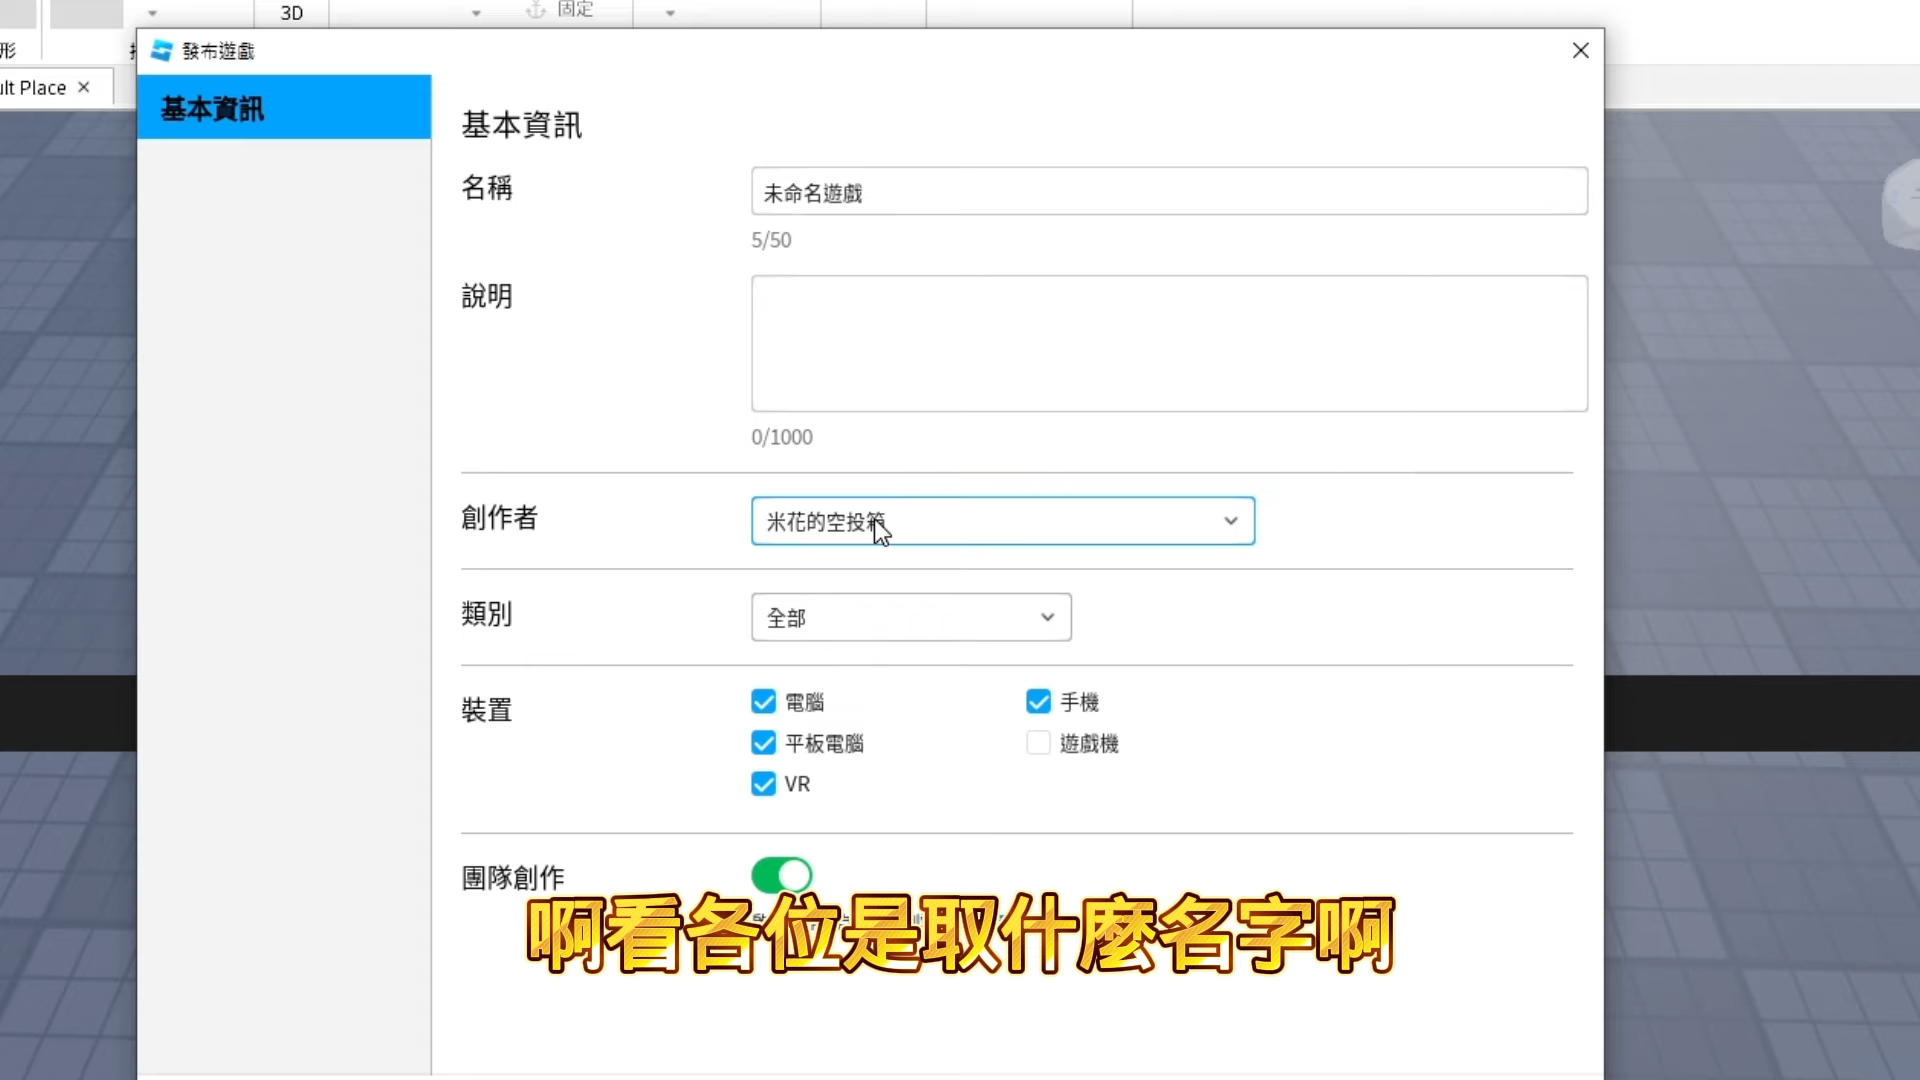 3D
固定
形
發布遊戲
ult Place
基本資訊
基本資訊
名稱
未命名遊戲
5/50
說明
0/1000
創作者
米花的空投箱
類別
全部
裝置
電腦
手機
平板電腦
遊戲機
VR
團隊創作
啊看各位是取什麼名字啊